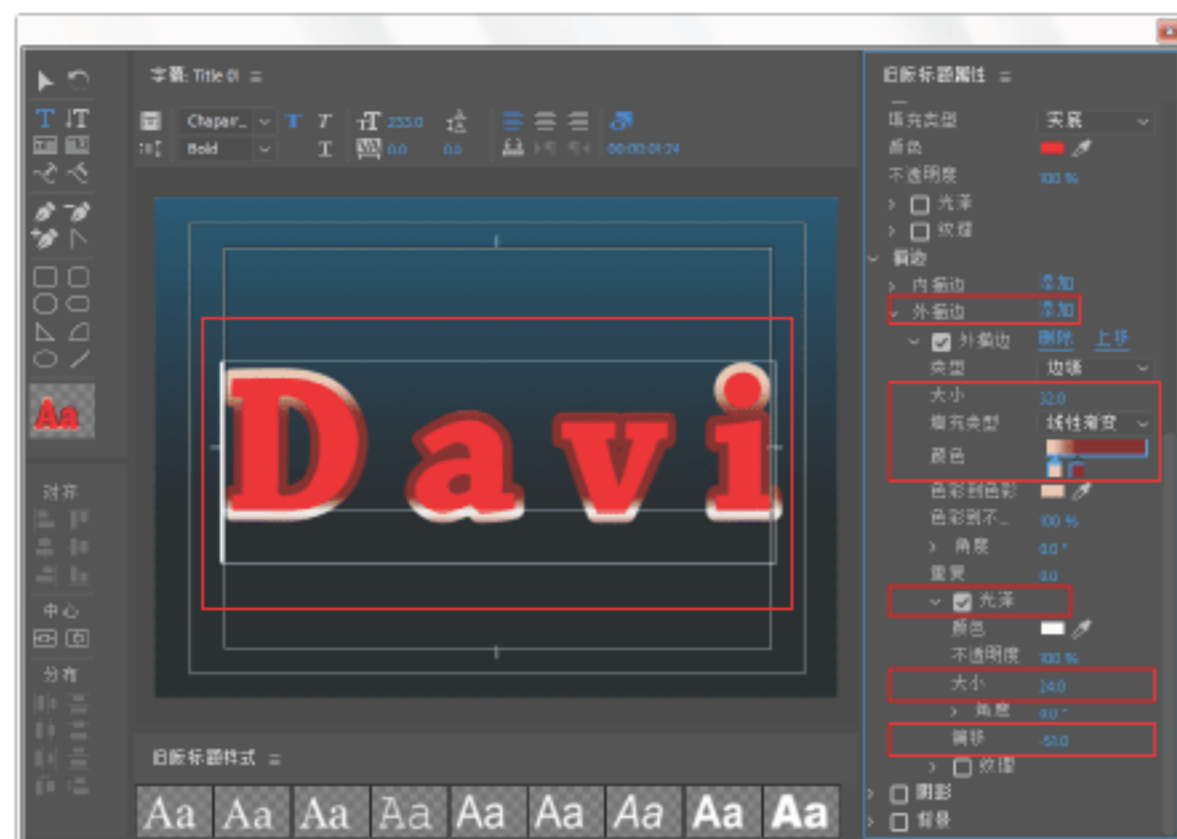 字幕: Title 01
Chapar...
T
T
T
233.0
Bold
T
VA
0.0
0.0
00:00:01:24
T
IT
Aa
对齐
中心
分布
Davi
旧版标题样式
Aa Aa Aa Aa Aa Aa Aa Aa Aa
旧版标题属性
填充类型 实底
颜色
不透明度 100 %
光泽
纹理
描边
内描边 添加
外描边 添加
外描边 删除 上移
类型 边缘
大小 32.0
填充类型 线性渐变
颜色
色彩到色彩
色彩到不... 100 %
角度 0.0 °
重复 0.0
光泽
颜色
不透明度 100 %
大小 24.0
角度 0.0 °
偏移 -51.0
纹理
阴影
背景